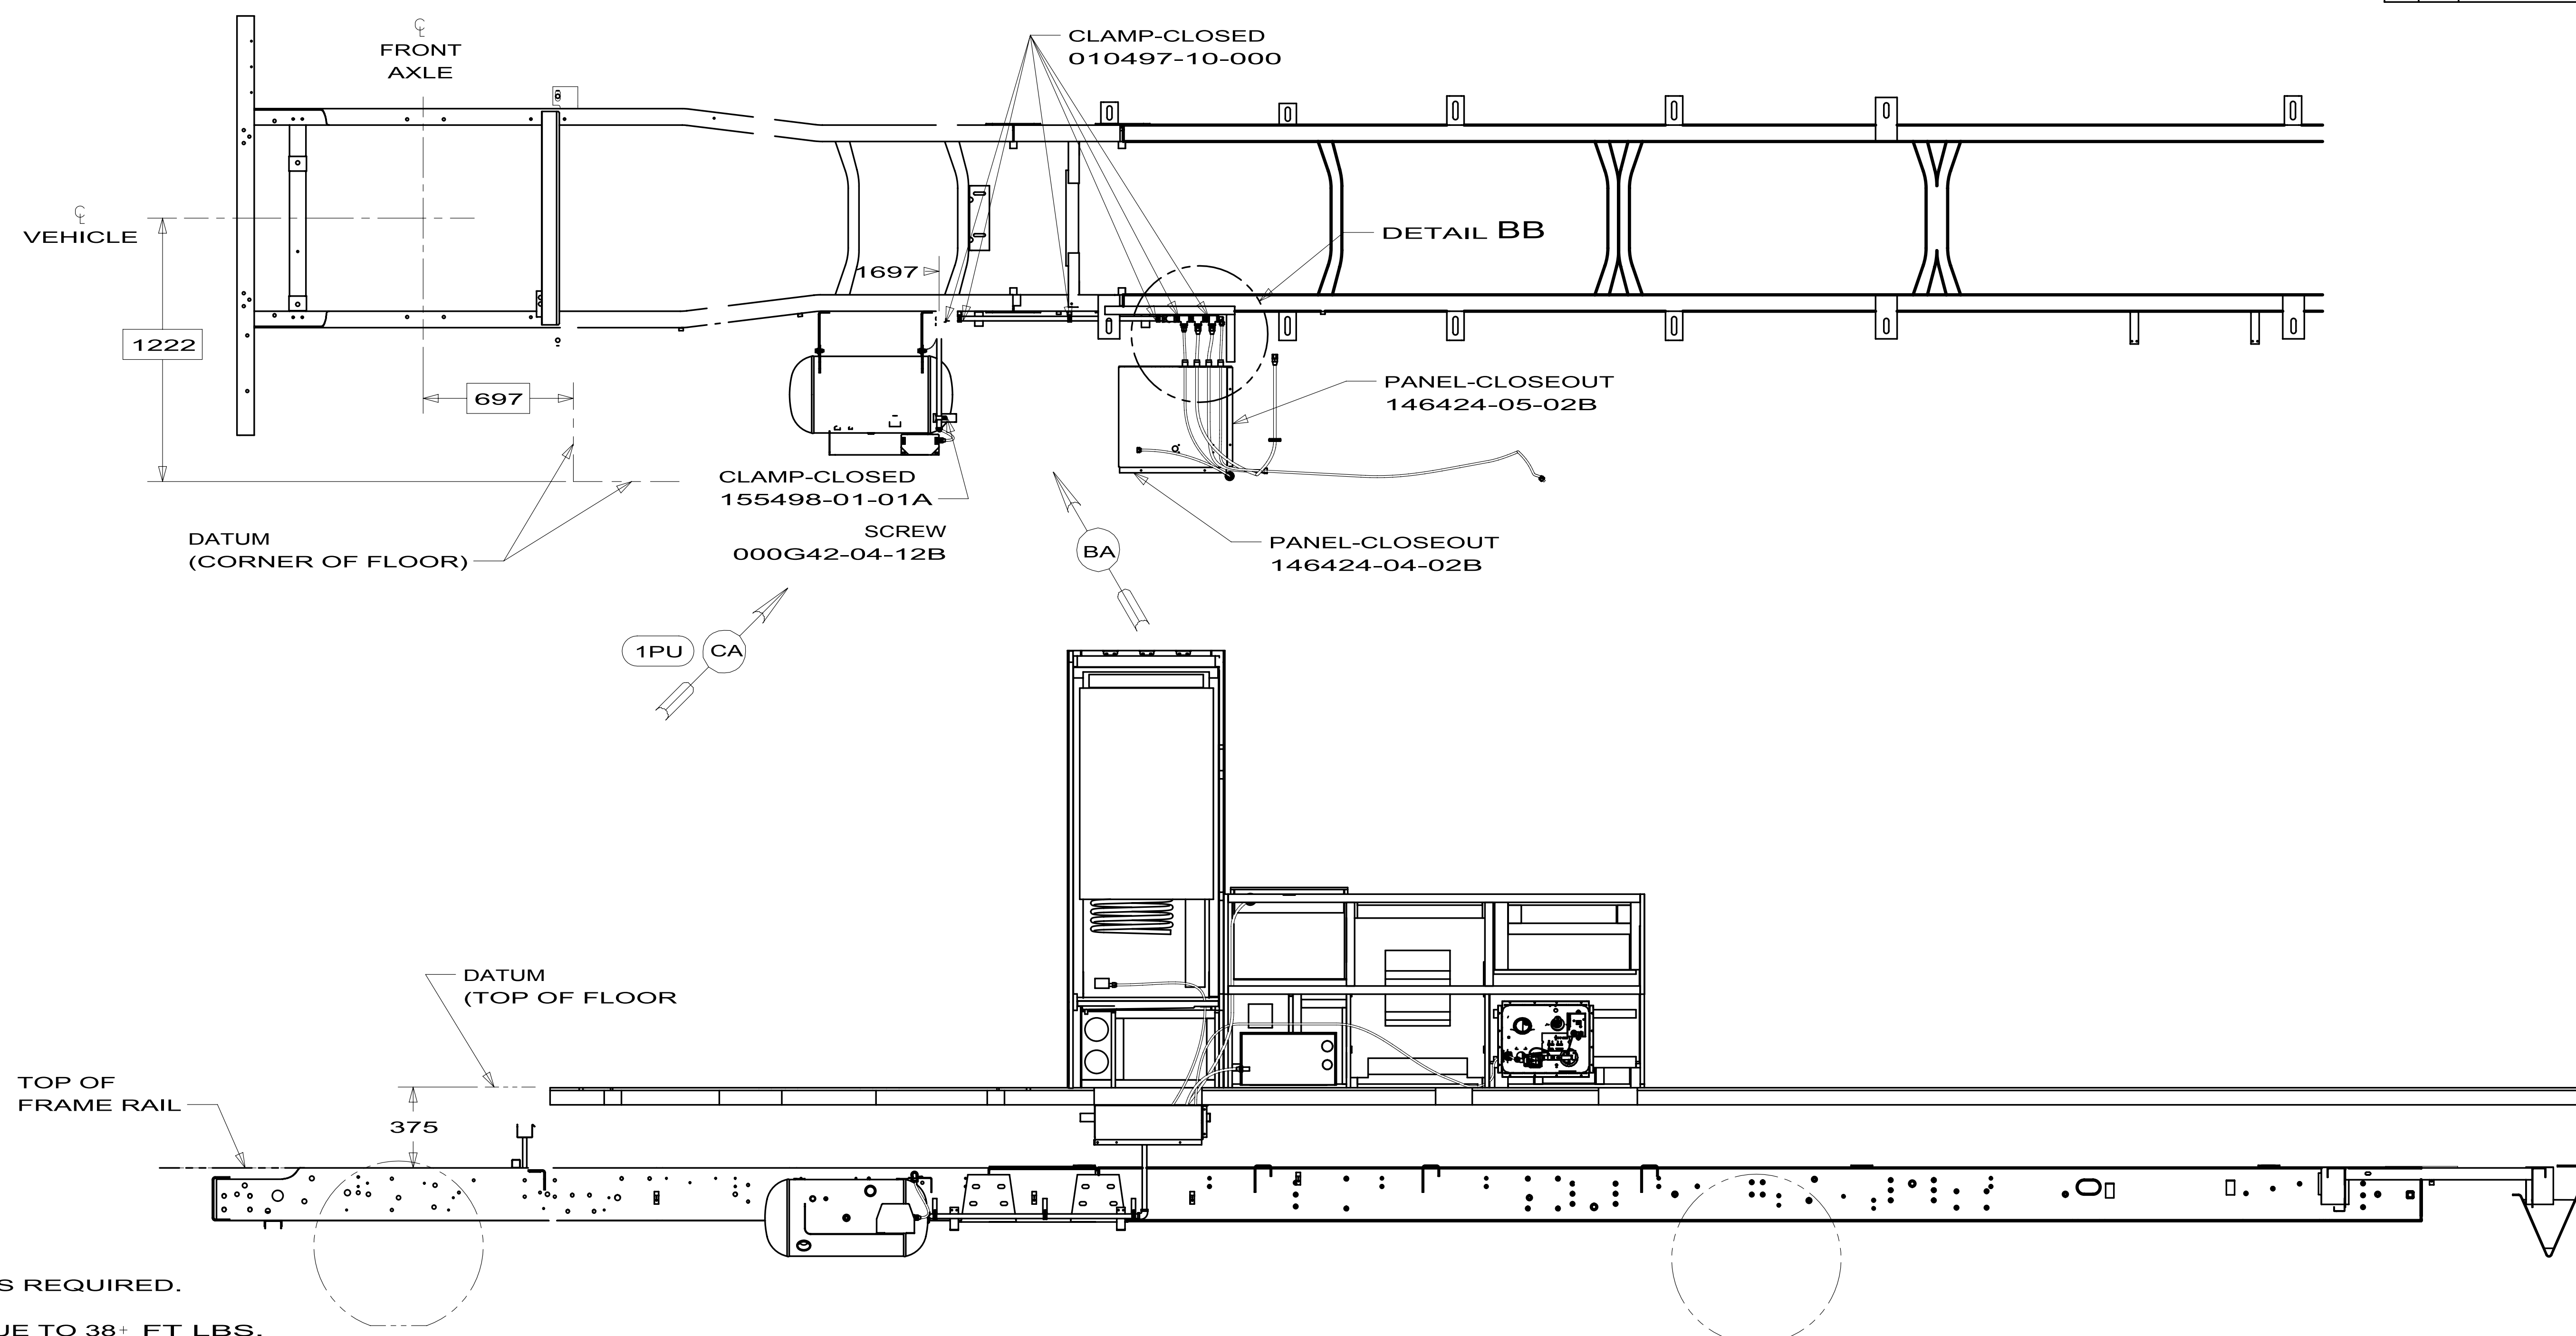 ℄
FRONT
AXLE
CLAMP-CLOSED
010497-10-000
℄
VEHICLE
DETAIL BB
1697
1222
697
PANEL-CLOSEOUT
146424-05-02B
CLAMP-CLOSED
155498-01-01A
SCREW
000G42-04-12B
DATUM
(CORNER OF FLOOR)
BA
PANEL-CLOSEOUT
146424-04-02B
1PU
CA
DATUM
(TOP OF FLOOR
TOP OF
FRAME RAIL
375
S REQUIRED.
UE TO 38+ FT LBS.